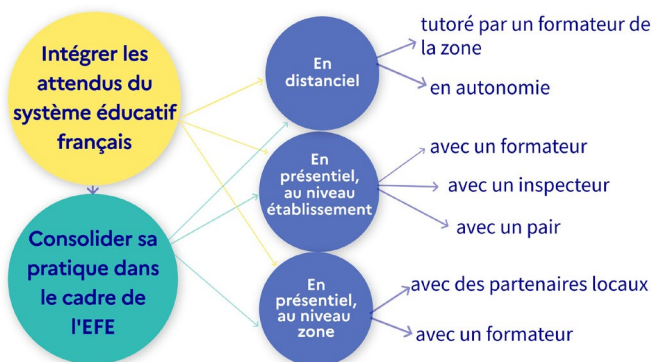 Intégrer les
attendus du
système éducatif
français
Consolider sa
pratique dans
le cadre de
l'EFE
En
distanciel
tutoré par un formateur de
la zone
en autonomie
En
présentiel,
au niveau
établissement
avec un formateur
avec un inspecteur
avec un pair
En
présentiel,
au niveau
zone
avec des partenaires locaux
avec un formateur